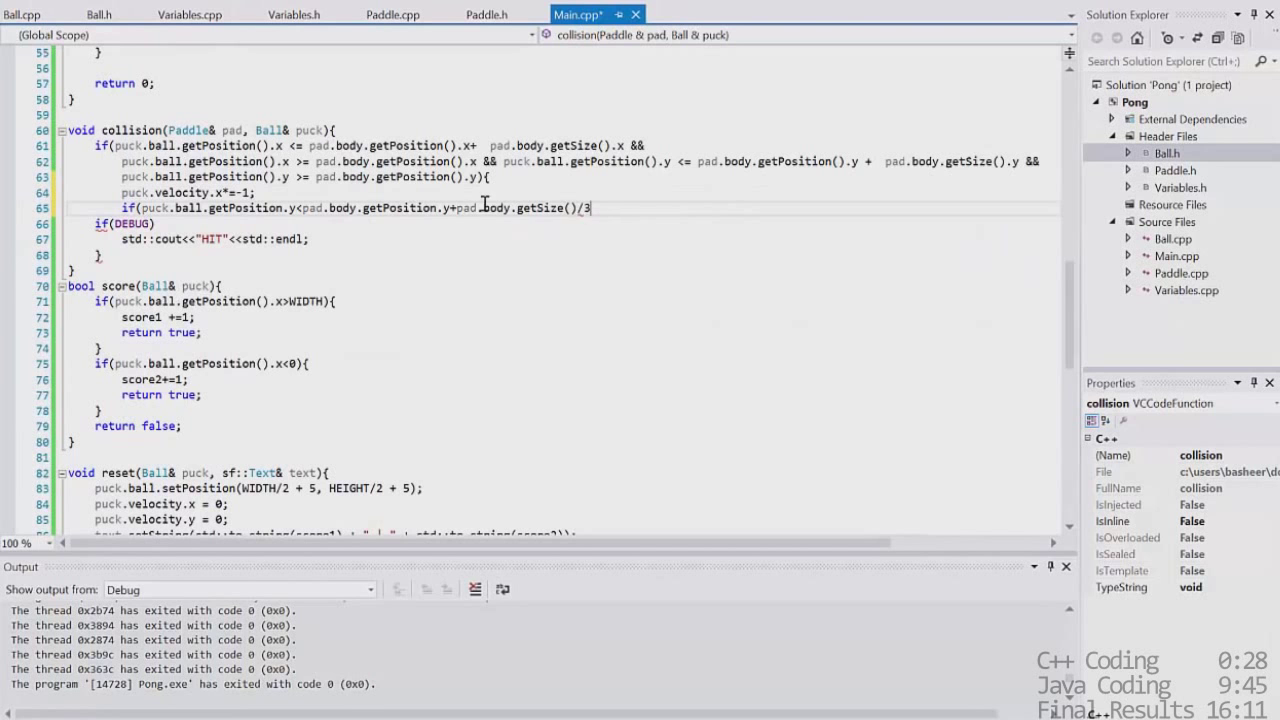 Ball.cpp Ball.h Variables.cpp Variables.h Paddle.cpp Paddle.h Main.cpp*
(Global Scope) collision(Paddle & pad, Ball & puck)
55 }
56
57 return 0;
58 }
59
60 void collision(Paddle& pad, Ball& puck){
61 if(puck.ball.getPosition().x <= pad.body.getPosition().x+  pad.body.getSize().x &&
62 puck.ball.getPosition().x >= pad.body.getPosition().x && puck.ball.getPosition().y <= pad.body.getPosition().y +  pad.body.getSize().y &&
63 puck.ball.getPosition().y >= pad.body.getPosition().y){
64 puck.velocity.x*=-1;
65 if(puck.ball.getPosition.y<pad.body.getPosition.y+pad.body.getSize()/3
66 if(DEBUG)
67 std::cout<<"HIT"<<std::endl;
68 }
69 }
70 bool score(Ball& puck){
71 if(puck.ball.getPosition().x>WIDTH){
72 score1 +=1;
73 return true;
74 }
75 if(puck.ball.getPosition().x<0){
76 score2+=1;
77 return true;
78 }
79 return false;
80 }
81
82 void reset(Ball& puck, sf::Text& text){
83 puck.ball.setPosition(WIDTH/2 + 5, HEIGHT/2 + 5);
84 puck.velocity.x = 0;
85 puck.velocity.y = 0;
100 %
Output
Show output from: Debug
The thread 0x2b74 has exited with code 0 (0x0).
The thread 0x3894 has exited with code 0 (0x0).
The thread 0x2874 has exited with code 0 (0x0).
The thread 0x3b9c has exited with code 0 (0x0).
The thread 0x363c has exited with code 0 (0x0).
The program '[14728] Pong.exe' has exited with code 0 (0x0).
Solution Explorer
Search Solution Explorer (Ctrl+;)
Solution 'Pong' (1 project)
Pong
External Dependencies
Header Files
Ball.h
Paddle.h
Variables.h
Resource Files
Source Files
Ball.cpp
Main.cpp
Paddle.cpp
Variables.cpp
Properties
collision VCCodeFunction
C++
(Name) collision
File c:\users\basheer\do
FullName collision
IsInjected False
IsInline False
IsOverloaded False
IsSealed False
IsTemplate False
TypeString void
C++ Coding 0:28
Java Coding 9:45
Final Results 16:11
C++